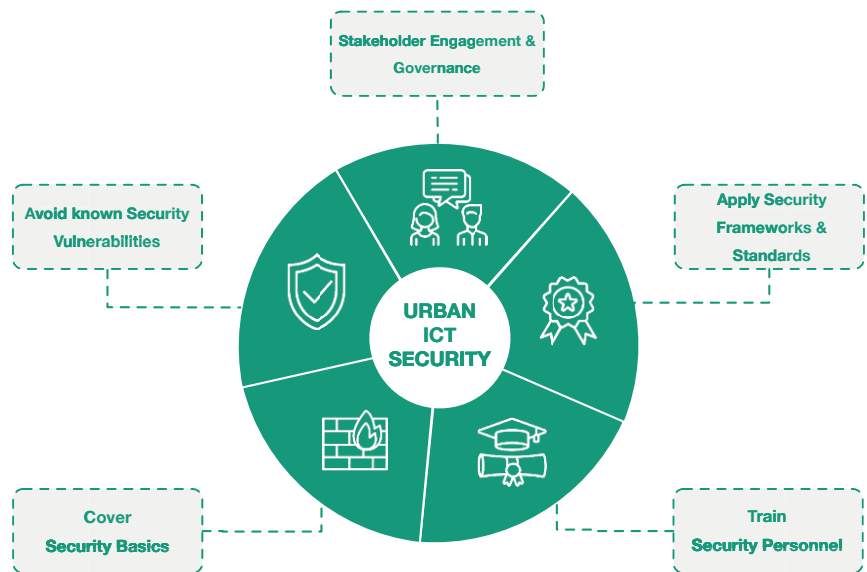 Stakeholder Engagement &
Governance
Avoid known Security
Vulnerabilities
Apply Security
Frameworks &
Standards
URBAN
ICT
SECURITY
Cover
Security Basics
Train
Security Personnel